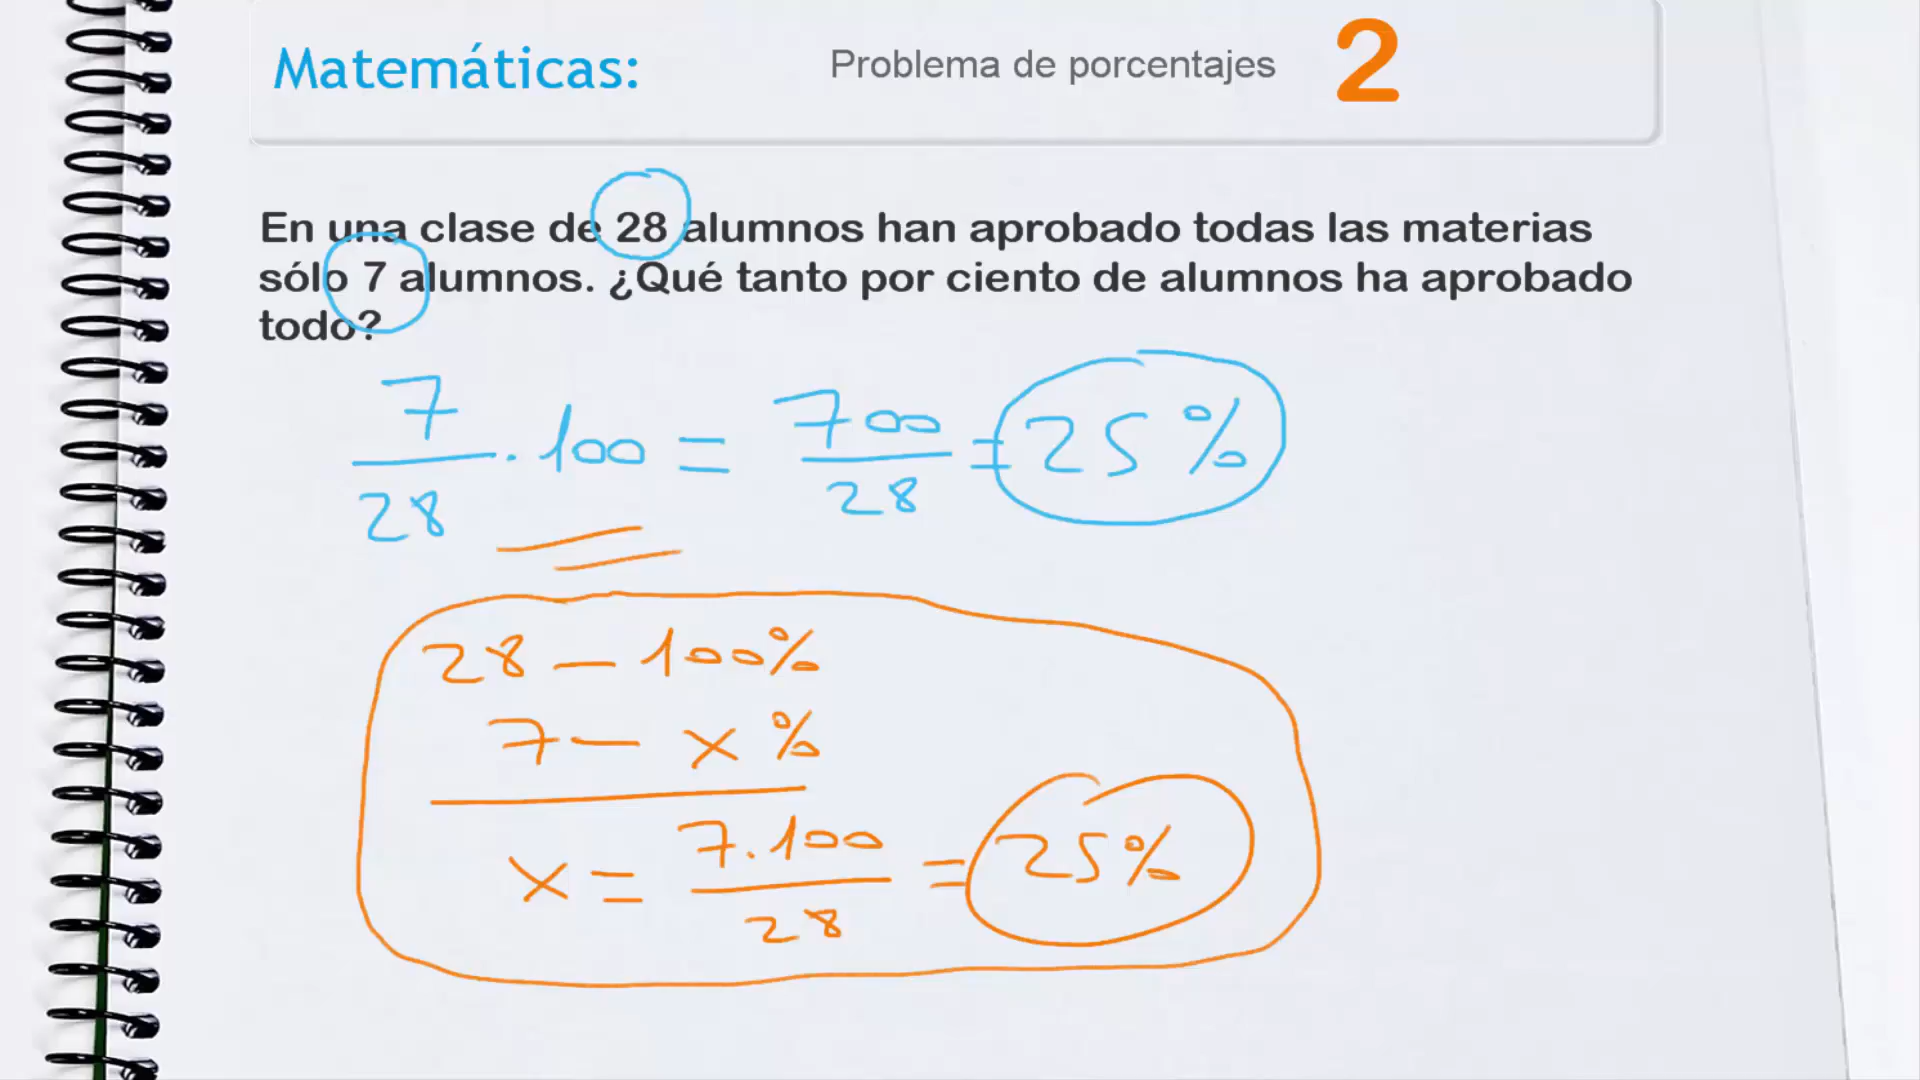 Matemáticas: Problema de porcentajes 2
En una clase de 28 alumnos han aprobado todas las materias
sólo 7 alumnos. ¿Qué tanto por ciento de alumnos ha aprobado
todo?
7/28 . 100 = 700/28 = 25%
28 — 100%
7 — x %
x = 7.100/28 = 25%